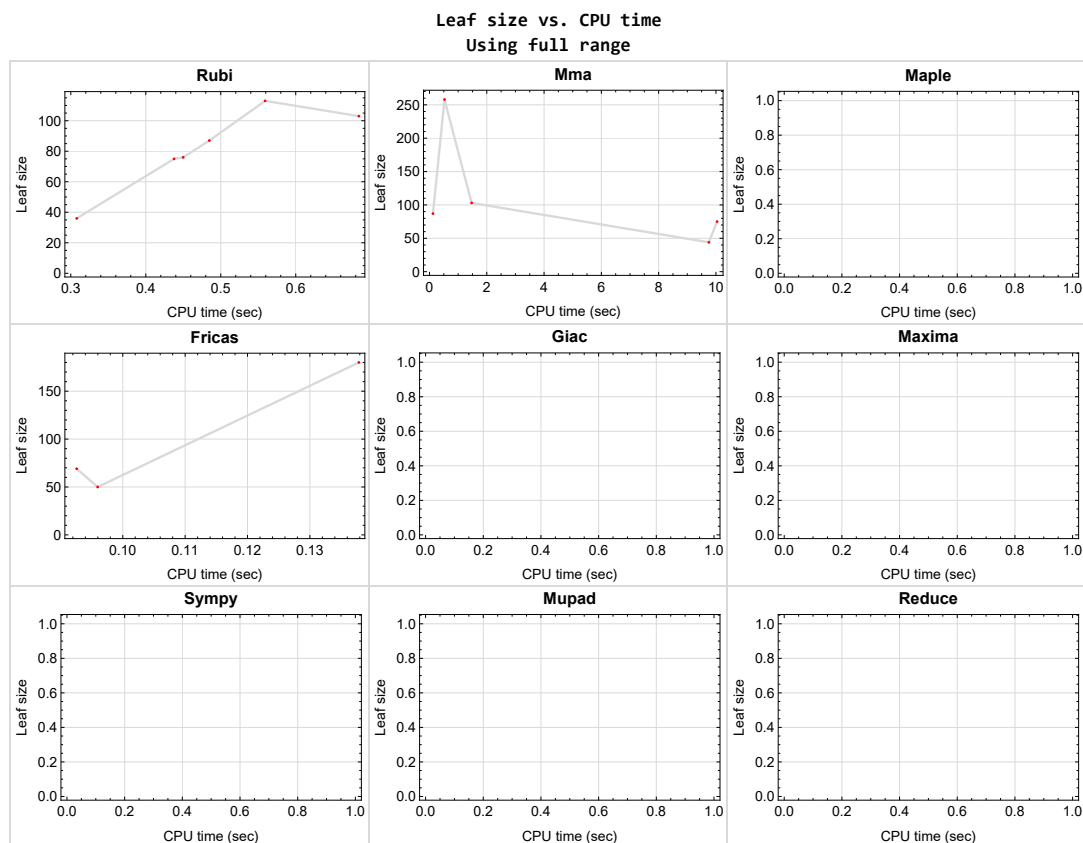 Leaf size vs. CPU time
Using full range
Rubi
Leaf size
100
80
60
40
20
0
0.3 0.4 0.5 0.6
CPU time (sec)
Mma
Leaf size
250
200
150
100
50
0
0 2 4 6 8 10
CPU time (sec)
Maple
Leaf size
1.0
0.8
0.6
0.4
0.2
0.0
0.0 0.2 0.4 0.6 0.8 1.0
CPU time (sec)
Fricas
Leaf size
150
100
50
0
0.10 0.11 0.12 0.13
CPU time (sec)
Giac
Leaf size
1.0
0.8
0.6
0.4
0.2
0.0
0.0 0.2 0.4 0.6 0.8 1.0
CPU time (sec)
Maxima
Leaf size
1.0
0.8
0.6
0.4
0.2
0.0
0.0 0.2 0.4 0.6 0.8 1.0
CPU time (sec)
Sympy
Leaf size
1.0
0.8
0.6
0.4
0.2
0.0
0.0 0.2 0.4 0.6 0.8 1.0
CPU time (sec)
Mupad
Leaf size
1.0
0.8
0.6
0.4
0.2
0.0
0.0 0.2 0.4 0.6 0.8 1.0
CPU time (sec)
Reduce
Leaf size
1.0
0.8
0.6
0.4
0.2
0.0
0.0 0.2 0.4 0.6 0.8 1.0
CPU time (sec)